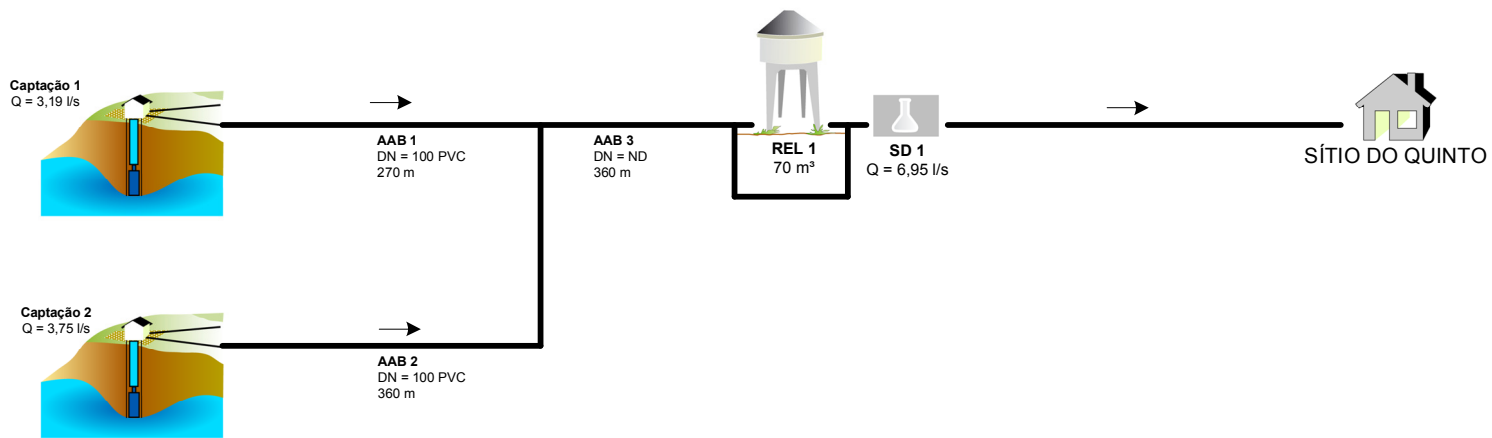 Captação 1
Q = 3,19 l/s
AAB 1
DN = 100 PVC
270 m
AAB 3
DN = ND
360 m
REL 1
70 m³
SD 1
Q = 6,95 l/s
SÍTIO DO QUINTO
Captação 2
Q = 3,75 l/s
AAB 2
DN = 100 PVC
360 m